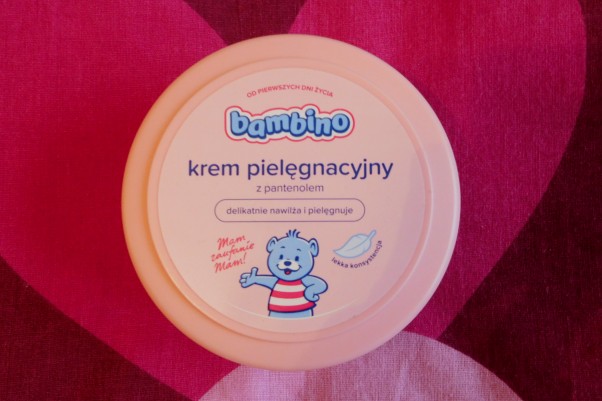 OD PIERWSZYCH DNI ŻYCIA
bambino
krem pielęgnacyjny
z pantenolem
delikatnie nawilża i pielęgnuje
Mam
zaufanie
Mam!
lekka konsystencja